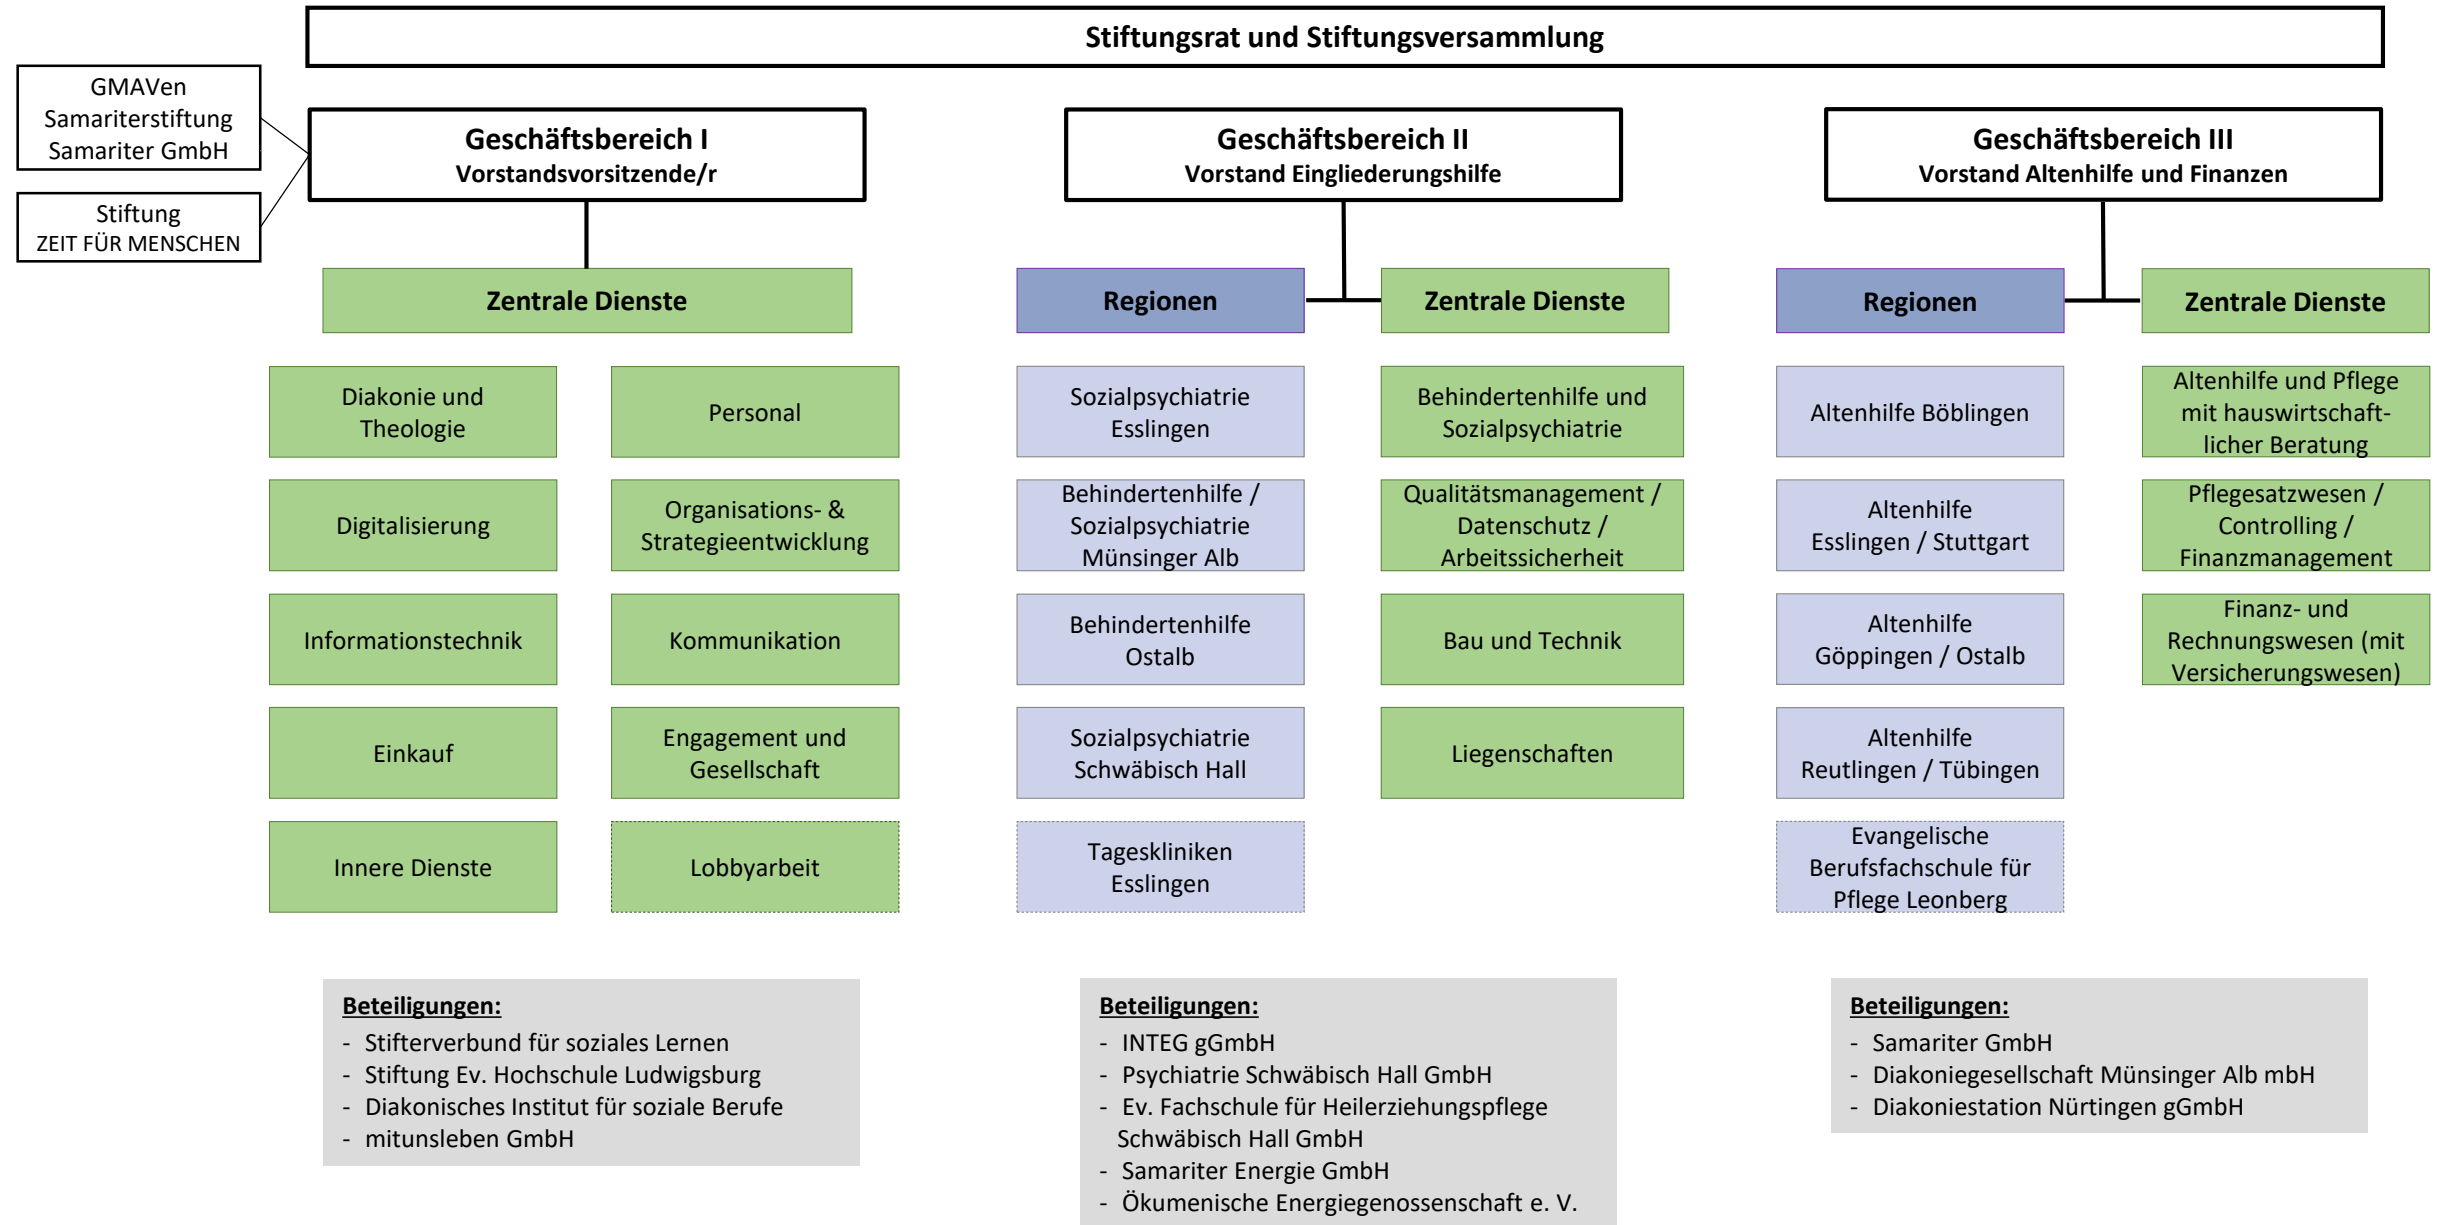 Stiftungsrat und Stiftungsversammlung
GMAVen
Samariterstiftung
Samariter GmbH
Stiftung
ZEIT FÜR MENSCHEN
Geschäftsbereich I
Vorstandsvorsitzende/r
Zentrale Dienste
Diakonie und
Theologie
Personal
Digitalisierung
Organisations- &
Strategieentwicklung
Informationstechnik
Kommunikation
Einkauf
Engagement und
Gesellschaft
Innere Dienste
Lobbyarbeit
Beteiligungen:
- Stifterverbund für soziales Lernen
- Stiftung Ev. Hochschule Ludwigsburg
- Diakonisches Institut für soziale Berufe
- mitunsleben GmbH
Geschäftsbereich II
Vorstand Eingliederungshilfe
Regionen
Zentrale Dienste
Sozialpsychiatrie
Esslingen
Behindertenhilfe und
Sozialpsychiatrie
Behindertenhilfe /
Sozialpsychiatrie
Münsinger Alb
Qualitätsmanagement /
Datenschutz /
Arbeitssicherheit
Behindertenhilfe
Ostalb
Bau und Technik
Sozialpsychiatrie
Schwäbisch Hall
Liegenschaften
Tageskliniken
Esslingen
Beteiligungen:
- INTEG gGmbH
- Psychiatrie Schwäbisch Hall GmbH
- Ev. Fachschule für Heilerziehungspflege
Schwäbisch Hall GmbH
- Samariter Energie GmbH
- Ökumenische Energiegenossenschaft e. V.
Geschäftsbereich III
Vorstand Altenhilfe und Finanzen
Regionen
Zentrale Dienste
Altenhilfe Böblingen
Altenhilfe und Pflege
mit hauswirtschaft-
licher Beratung
Altenhilfe
Esslingen / Stuttgart
Pflegesatzwesen /
Controlling /
Finanzmanagement
Altenhilfe
Göppingen / Ostalb
Finanz- und
Rechnungswesen (mit
Versicherungswesen)
Altenhilfe
Reutlingen / Tübingen
Evangelische
Berufsfachschule für
Pflege Leonberg
Beteiligungen:
- Samariter GmbH
- Diakoniegesellschaft Münsinger Alb mbH
- Diakoniestation Nürtingen gGmbH